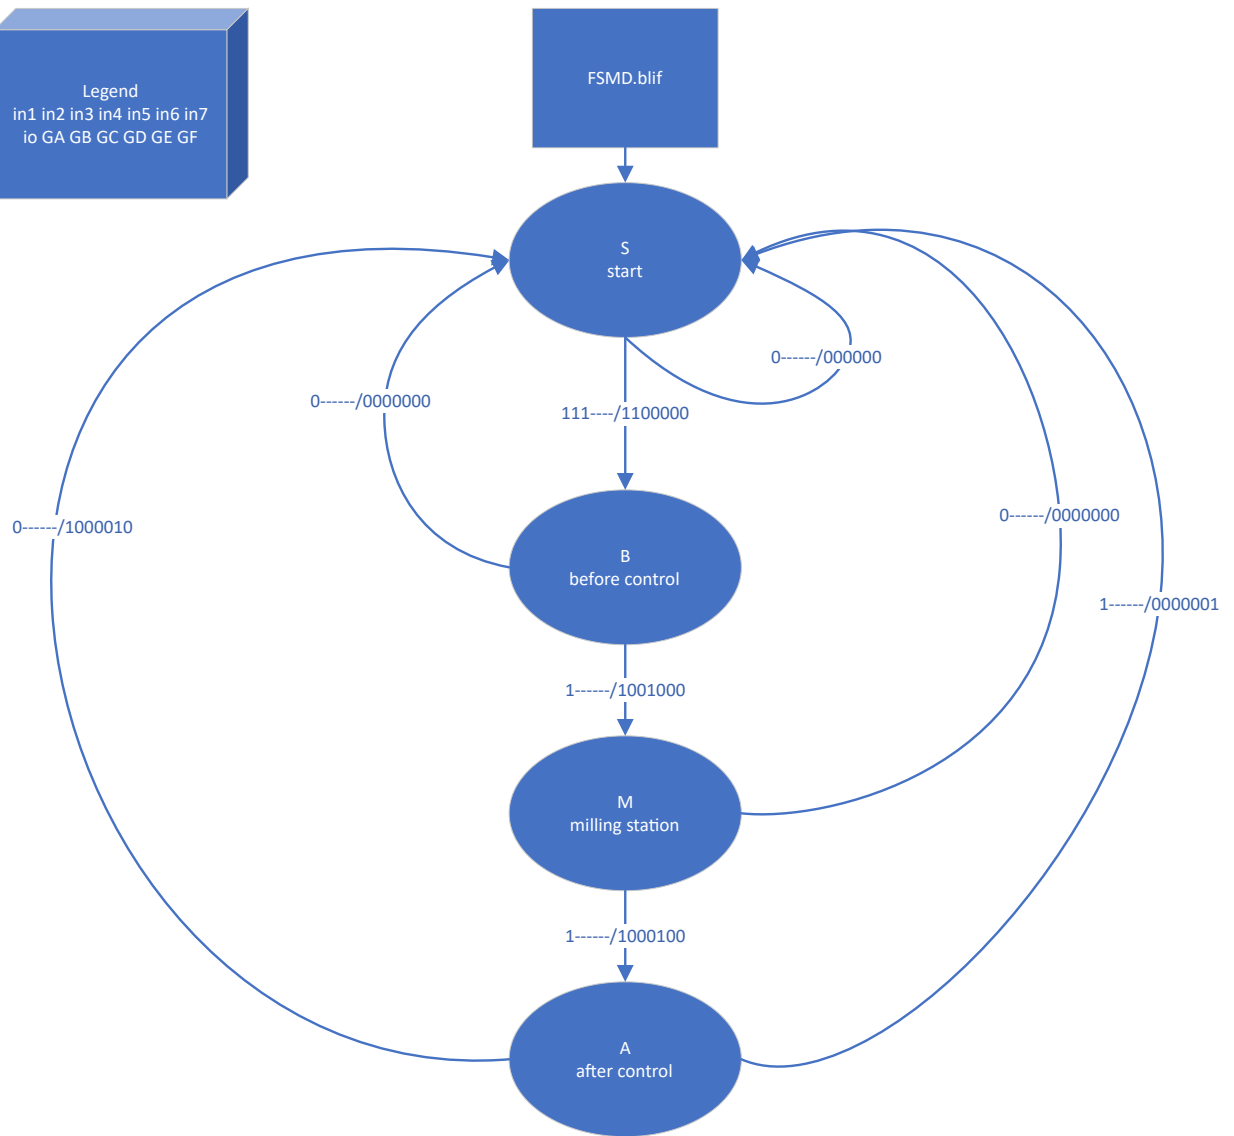 Legend
in1 in2 in3 in4 in5 in6 in7
io GA GB GC GD GE GF
FSMD.blif
S
start
0------/000000
0------/0000000
111----/1100000
0------/0000000
0------/1000010
B
before control
1------/0000001
1------/1001000
M
milling station
1------/1000100
A
after control